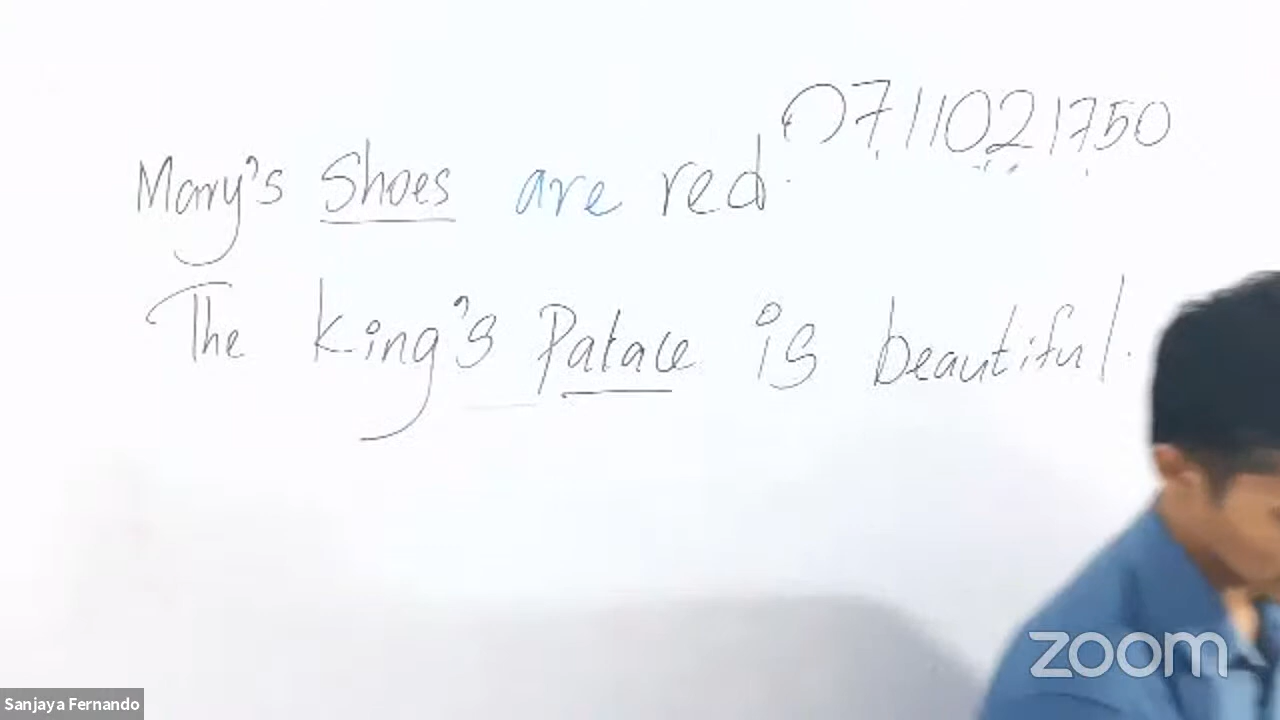 0711021750
Mary's Shoes are red.
The king's Palace is beautiful.
zoom
Sanjaya Fernando